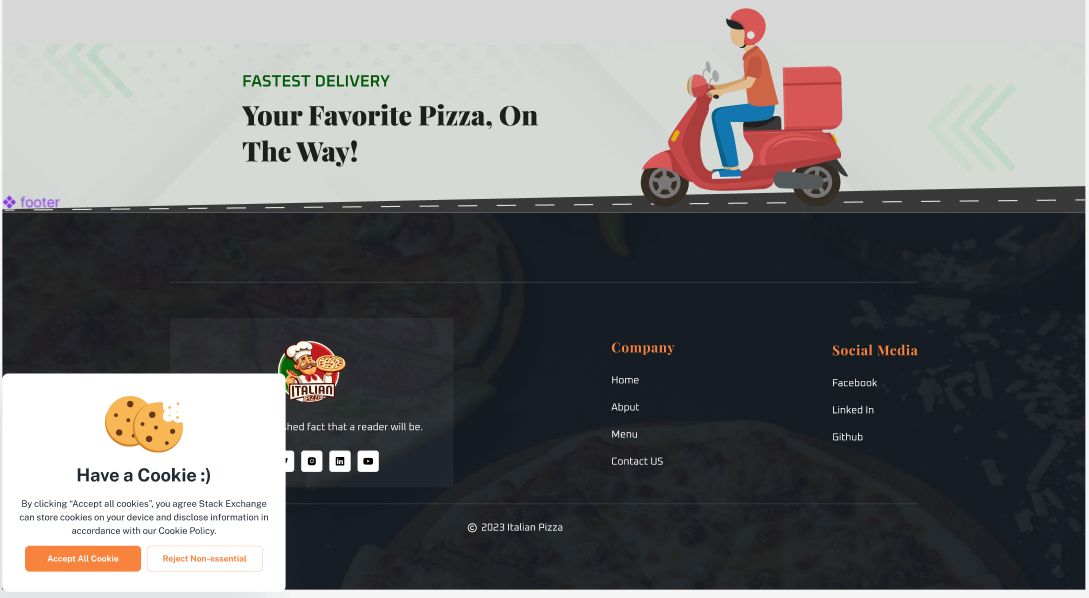 FASTEST DELIVERY
Your Favorite Pizza, On
The Way!
footer
ITALIAN
PIZZA
shed fact that a reader will be.
Company
Home
Abput
Menu
Contact US
Social Media
Facebook
Linked In
Github
Have a Cookie :)
By clicking “Accept all cookies”, you agree Stack Exchange
can store cookies on your device and disclose information in
accordance with our Cookie Policy.
Accept All Cookie
Reject Non-essential
© 2023 Italian Pizza